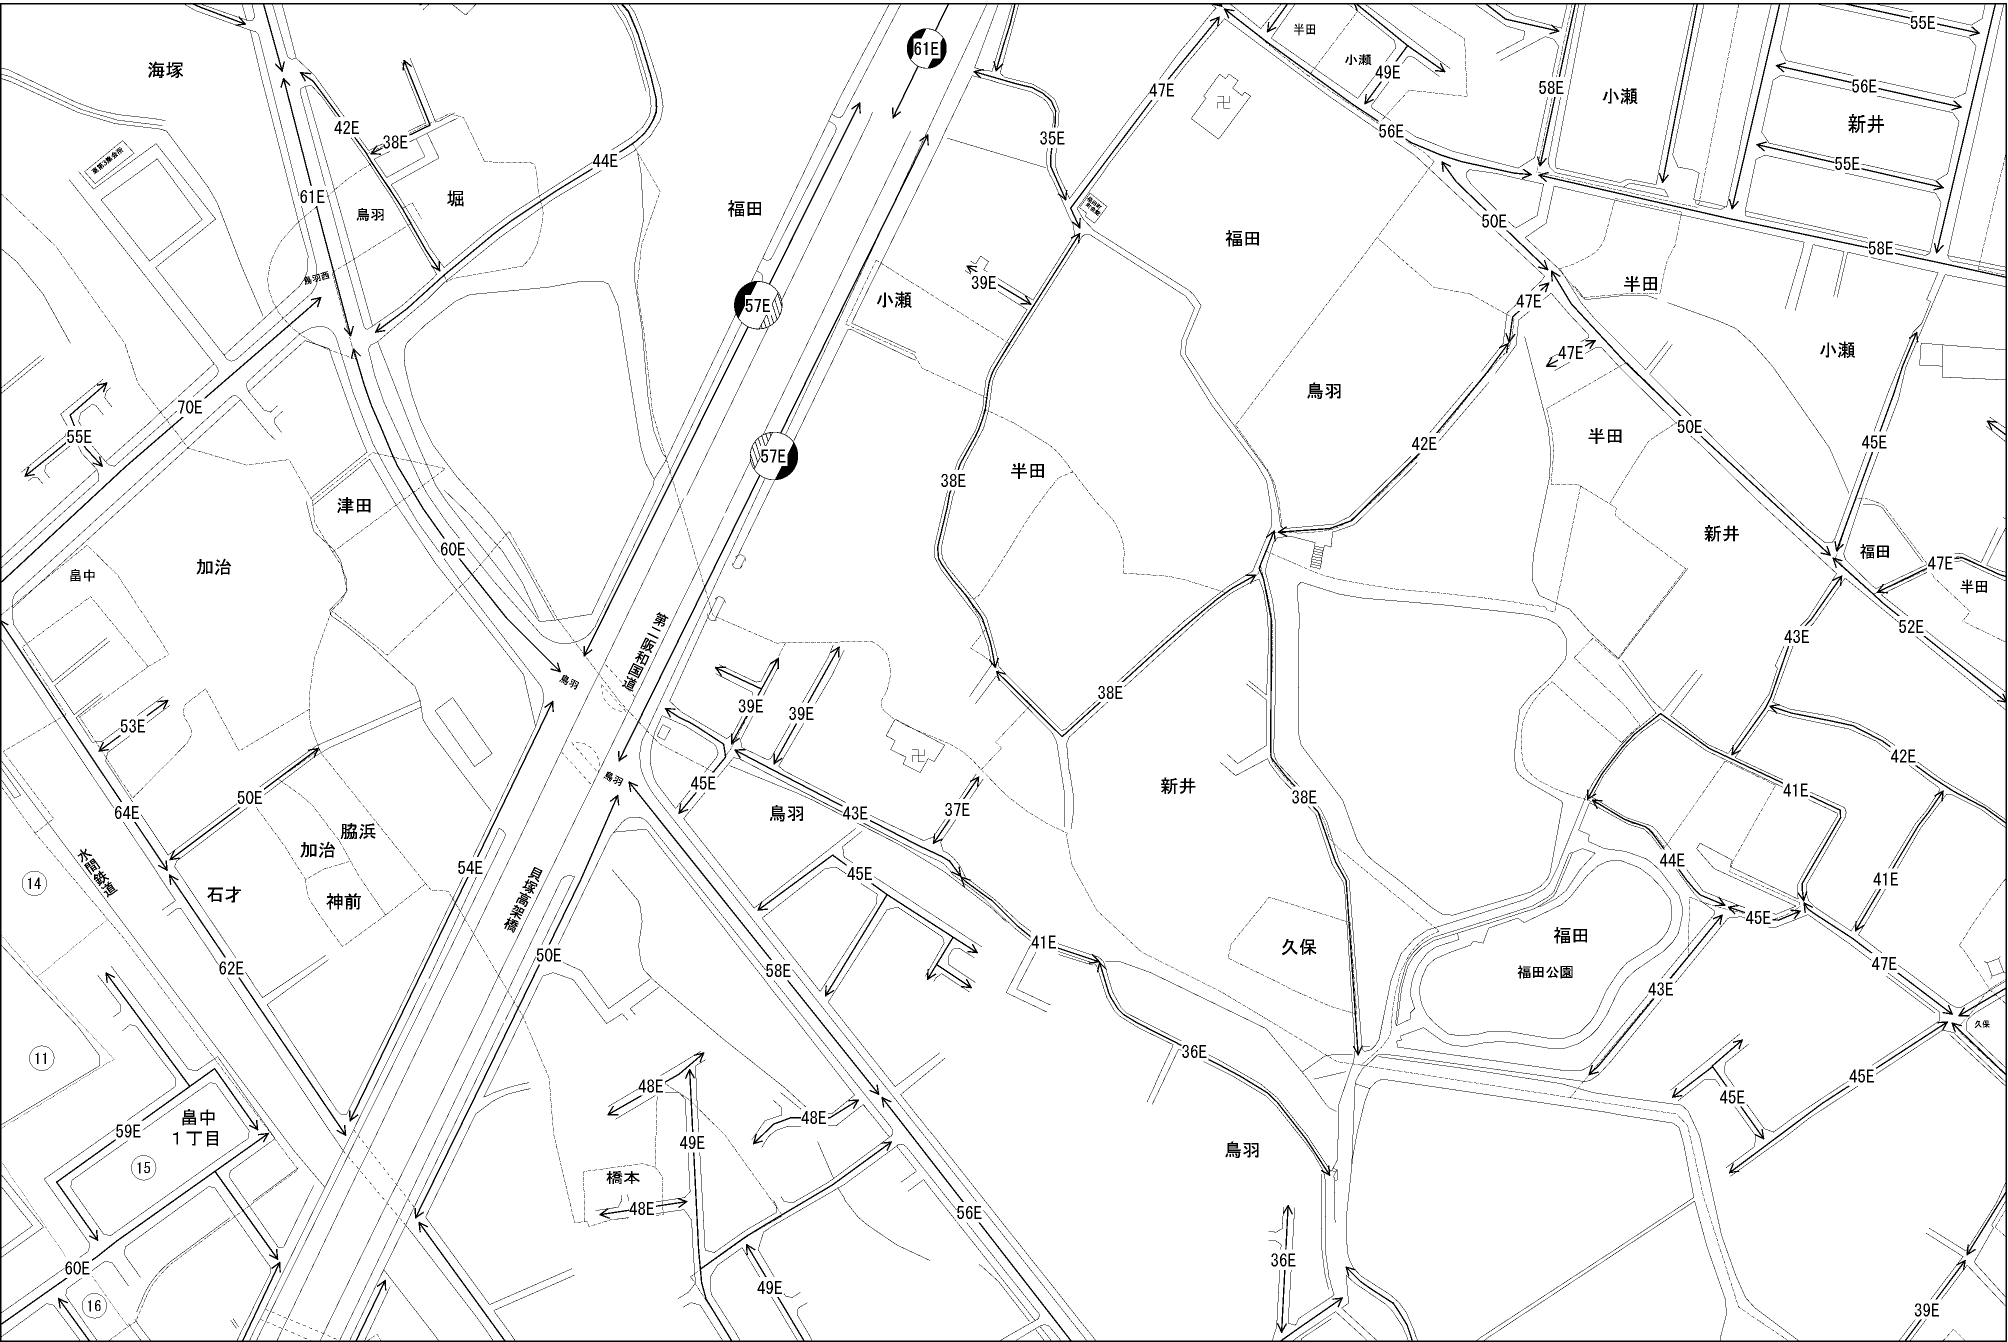 61E
55E
海塚
半田
小瀬
49E
47E
58E
小瀬
56E
新井
42E
38E
35E
56E
44E
55E
61E
鳥羽
堀
福田
福田
50E
58E
鳥羽西
半田
39E
小瀬
57E
47E
47E
小瀬
70E
鳥羽
55E
42E
半田
50E
45E
57E
半田
38E
津田
新井
60E
福田
加治
畠中
47E
半田
第二阪和国道
52E
43E
鳥羽
38E
39E
39E
53E
42E
鳥羽
45E
新井
41E
50E
38E
64E
43E
37E
鳥羽
脇浜
加治
水間鉄道
54E
45E
44E
41E
14
石才
神前
貝塚高架橋
45E
福田
41E
久保
50E
62E
58E
福田公園
47E
43E
久保
11
36E
48E
45E
45E
畠中
1丁目
59E
48E
49E
15
鳥羽
橋本
48E
56E
60E
36E
49E
16
39E